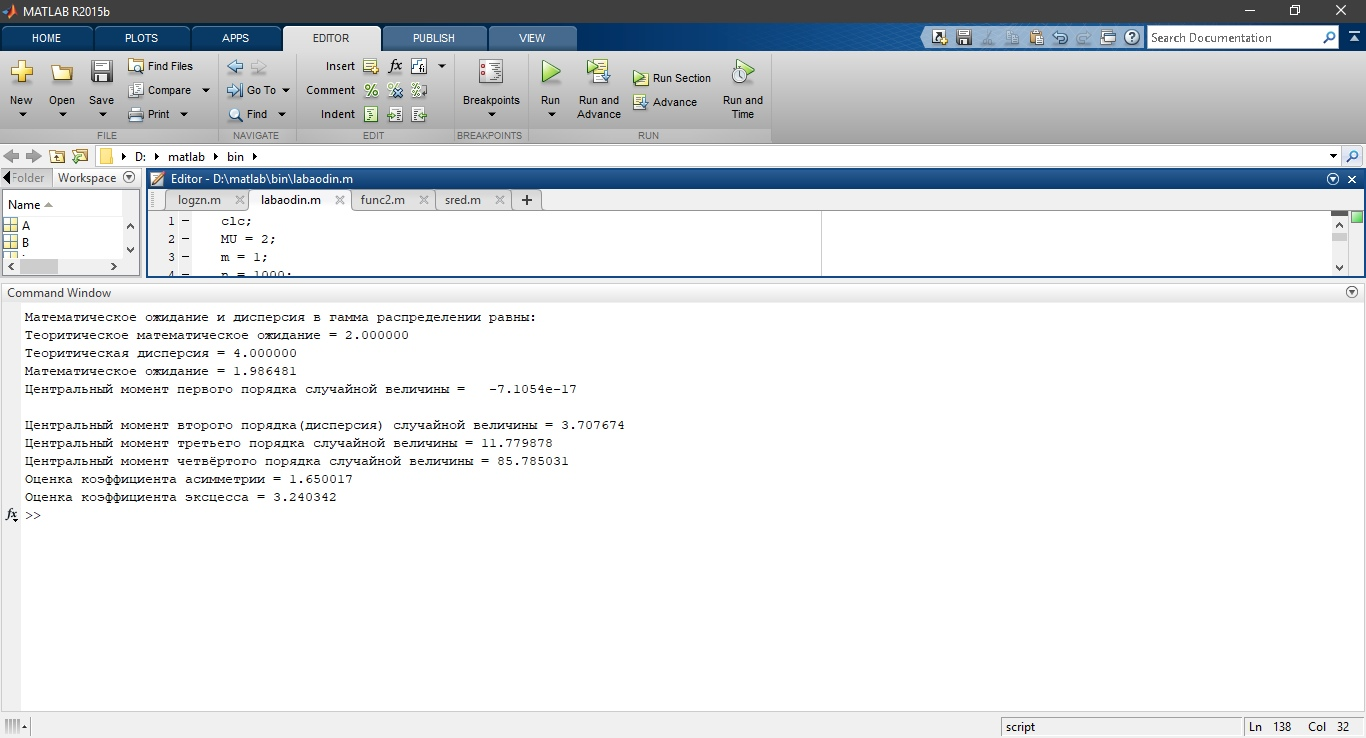 MATLAB R2015b
HOME PLOTS APPS EDITOR PUBLISH VIEW
Search Documentation
New Open Save Find Files Compare Print
Go To Find
Insert fx
Comment
Indent
Breakpoints
Run Run and Advance Run Section Advance Run and Time
FILE NAVIGATE EDIT BREAKPOINTS RUN
D: matlab bin
Folder Workspace
Name
A
B
Editor - D:\matlab\bin\labaodin.m
logzn.m labaodin.m func2.m sred.m
1 – clc;
2 – MU = 2;
3 – m = 1;
4 – n = 1000;
Command Window
Математическое ожидание и дисперсия в гамма распределении равны:
Теоритическое математическое ожидание = 2.000000
Теоритическая дисперсия = 4.000000
Математическое ожидание = 1.986481
Центральный момент первого порядка случайной величины =   -7.1054e-17
Центральный момент второго порядка(дисперсия) случайной величины = 3.707674
Центральный момент третьего порядка случайной величины = 11.779878
Центральный момент четвёртого порядка случайной величины = 85.785031
Оценка коэффициента асимметрии = 1.650017
Оценка коэффициента эксцесса = 3.240342
fx >>
script Ln 138 Col 32